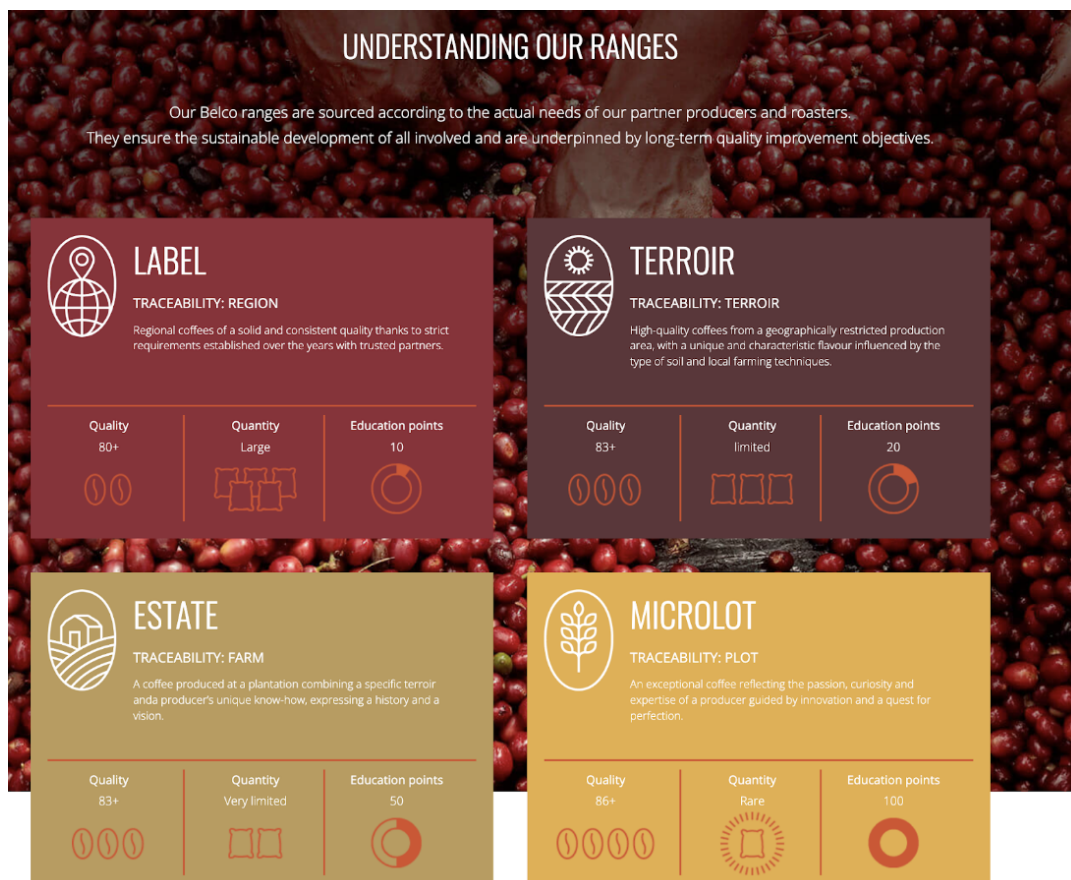 UNDERSTANDING OUR RANGES
Our Belco ranges are sourced according to the actual needs of our partner producers and roasters.
They ensure the sustainable development of all involved and are underpinned by long-term quality improvement objectives.
LABEL
TRACEABILITY: REGION
Regional coffees of a solid and consistent quality thanks to strict
requirements established over the years with trusted partners.
Quality
Quantity
Education points
80+
Large
10
TERROIR
TRACEABILITY: TERROIR
High-quality coffees from a geographically restricted production
area, with a unique and characteristic flavour influenced by the
type of soil and local farming techniques.
Quality
Quantity
Education points
83+
limited
20
ESTATE
TRACEABILITY: FARM
A coffee produced at a plantation combining a specific terroir
anda producer's unique know-how, expressing a history and a
vision.
Quality
Quantity
Education points
83+
Very limited
50
MICROLOT
TRACEABILITY: PLOT
An exceptional coffee reflecting the passion, curiosity and
expertise of a producer guided by innovation and a quest for
perfection.
Quality
Quantity
Education points
86+
Rare
100